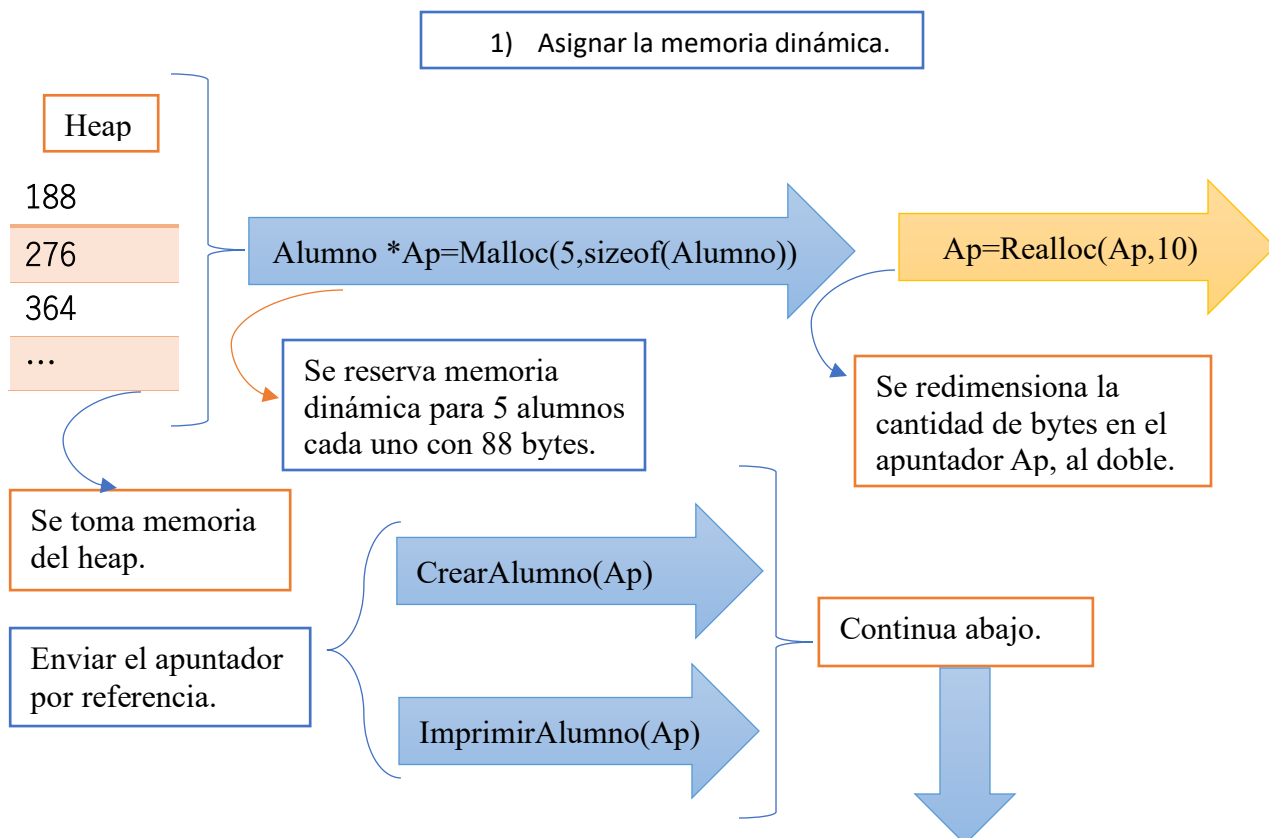 1) Asignar la memoria dinámica.
Heap
188
276
364
...
Alumno *Ap=Malloc(5,sizeof(Alumno))
Ap=Realloc(Ap,10)
Se reserva memoria
dinámica para 5 alumnos
cada uno con 88 bytes.
Se redimensiona la
cantidad de bytes en el
apuntador Ap, al doble.
Se toma memoria
del heap.
CrearAlumno(Ap)
Continua abajo.
Enviar el apuntador
por referencia.
ImprimirAlumno(Ap)